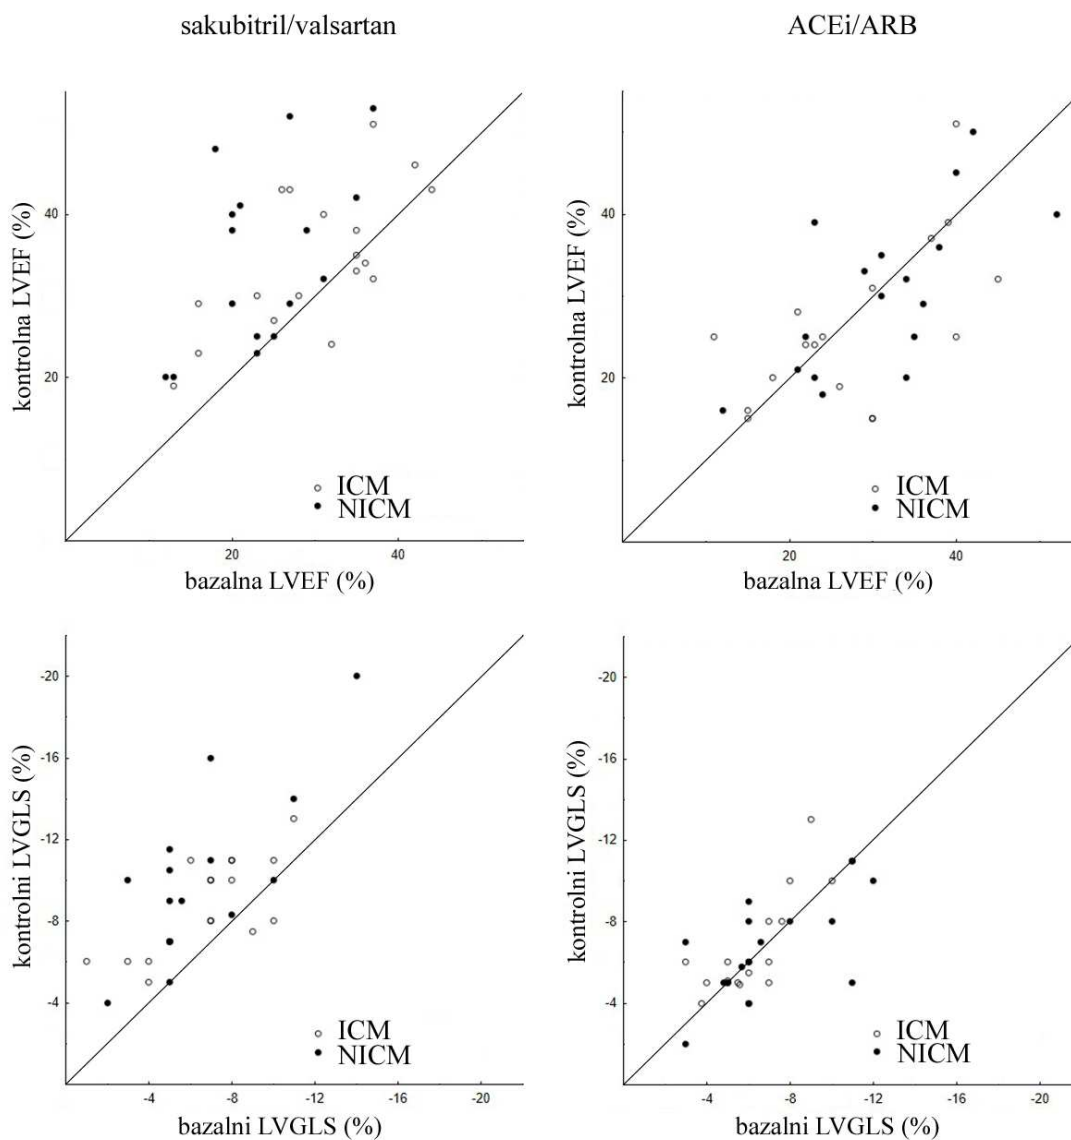 sakubitril/valsartan
ACEi/ARB
kontrolna LVEF (%)
40
20
ICM
NICM
20
40
bazalna LVEF (%)
kontrolna LVEF (%)
40
20
ICM
NICM
20
40
bazalna LVEF (%)
kontrolni LVGLS (%)
-20
-16
-12
-8
-4
ICM
NICM
-4
-8
-12
-16
-20
bazalni LVGLS (%)
kontrolni LVGLS (%)
-20
-16
-12
-8
-4
ICM
NICM
-4
-8
-12
-16
-20
bazalni LVGLS (%)